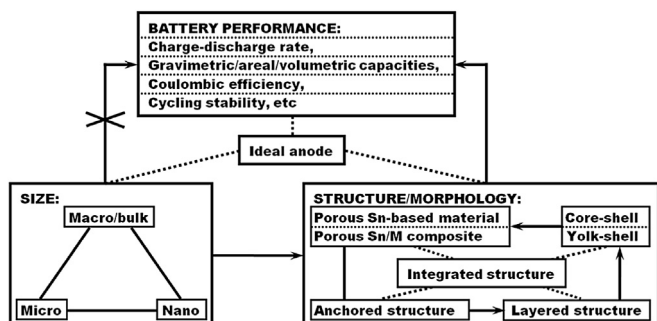 BATTERY PERFORMANCE:
Charge-discharge rate,
Gravimetric/areal/volumetric capacities,
Coulombic efficiency,
Cycling stability, etc
Ideal anode
SIZE:
Macro/bulk
Micro
Nano
STRUCTURE/MORPHOLOGY:
Porous Sn-based material
Porous Sn/M composite
Core-shell
Yolk-shell
Integrated structure
Anchored structure
Layered structure